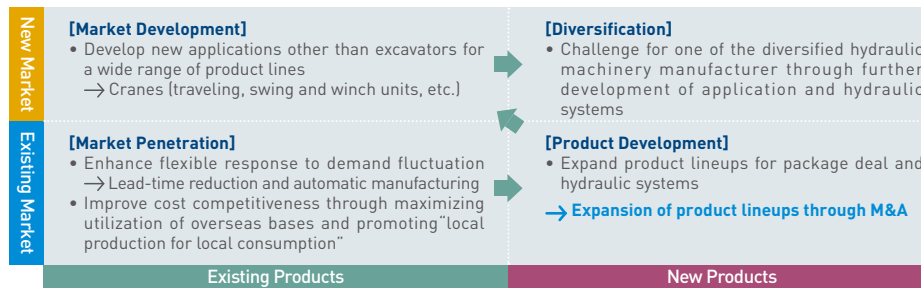 New Market
[Market Development]
• Develop new applications other than excavators for
a wide range of product lines
→ Cranes (traveling, swing and winch units, etc.)
[Diversification]
• Challenge for one of the diversified hydraulic
machinery manufacturer through further
development of application and hydraulic
systems
Existing Market
[Market Penetration]
• Enhance flexible response to demand fluctuation
→ Lead-time reduction and automatic manufacturing
• Improve cost competitiveness through maximizing
utilization of overseas bases and promoting “local
production for local consumption”
[Product Development]
• Expand product lineups for package deal and
hydraulic systems
→ Expansion of product lineups through M&A
Existing Products
New Products